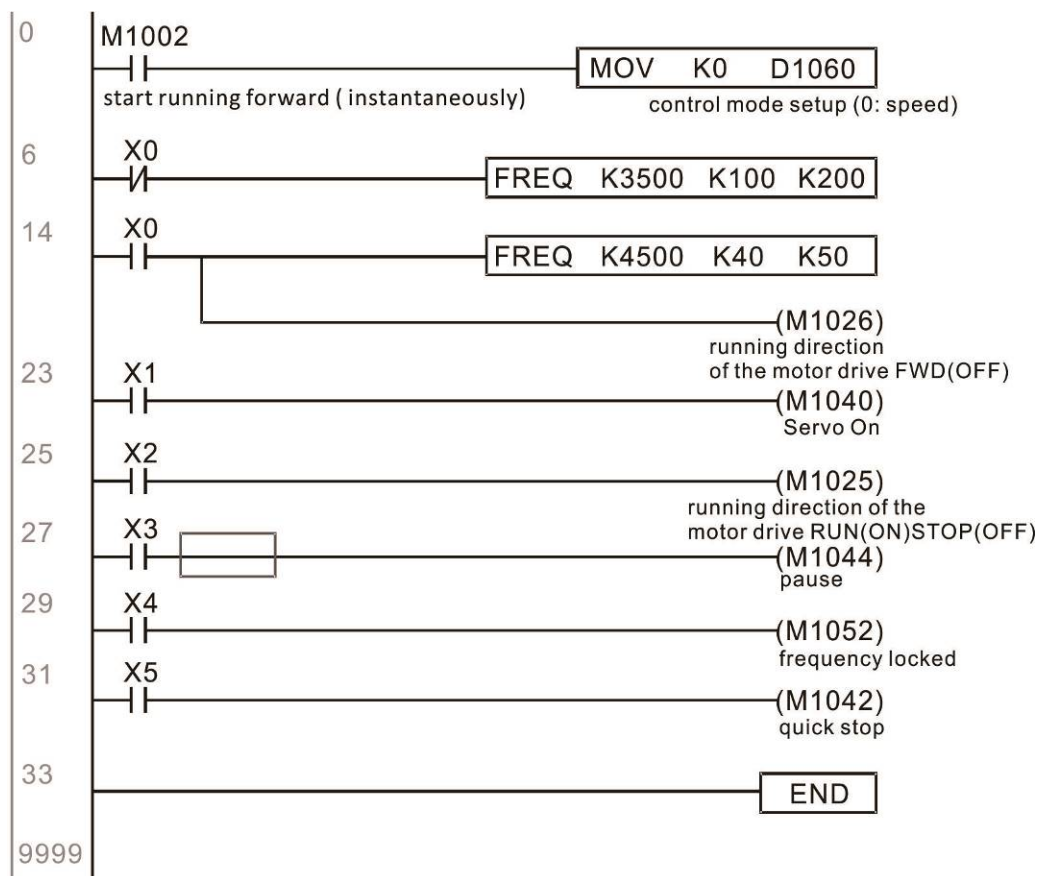 0
M1002
MOV K0 D1060
start running forward ( instantaneously)
control mode setup (0: speed)
6
X0
FREQ K3500 K100 K200
14
X0
FREQ K4500 K40 K50
(M1026)
running direction
of the motor drive FWD(OFF)
23
X1
(M1040)
Servo On
25
X2
(M1025)
running direction of the
motor drive RUN(ON)STOP(OFF)
27
X3
(M1044)
pause
29
X4
(M1052)
frequency locked
31
X5
(M1042)
quick stop
33
END
9999